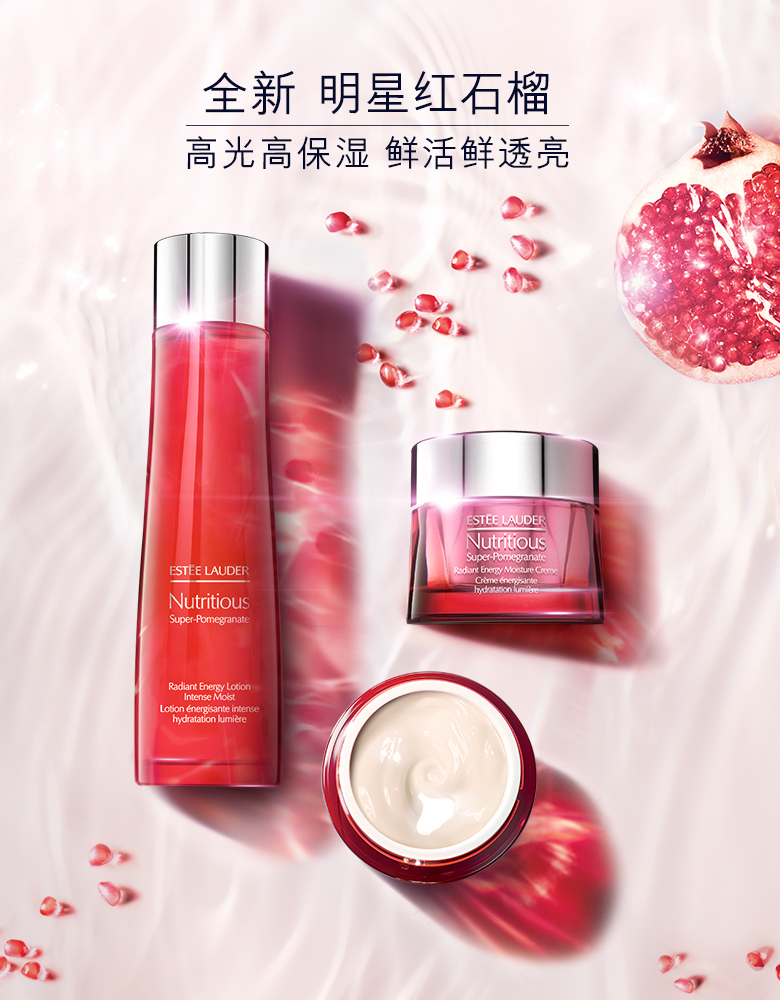 全新 明星红石榴
高光高保湿 鲜活鲜透亮
ESTĒE LAUDER
Nutritious
Super-Pomegranate
Radiant Energy Lotion
Intense Moist
Lotion énergisante intense
hydratation lumière
ESTĒE LAUDER
Nutritious
Super-Pomegranate
Radiant Energy Moisture Creme
Crème énergisante
hydratation lumière